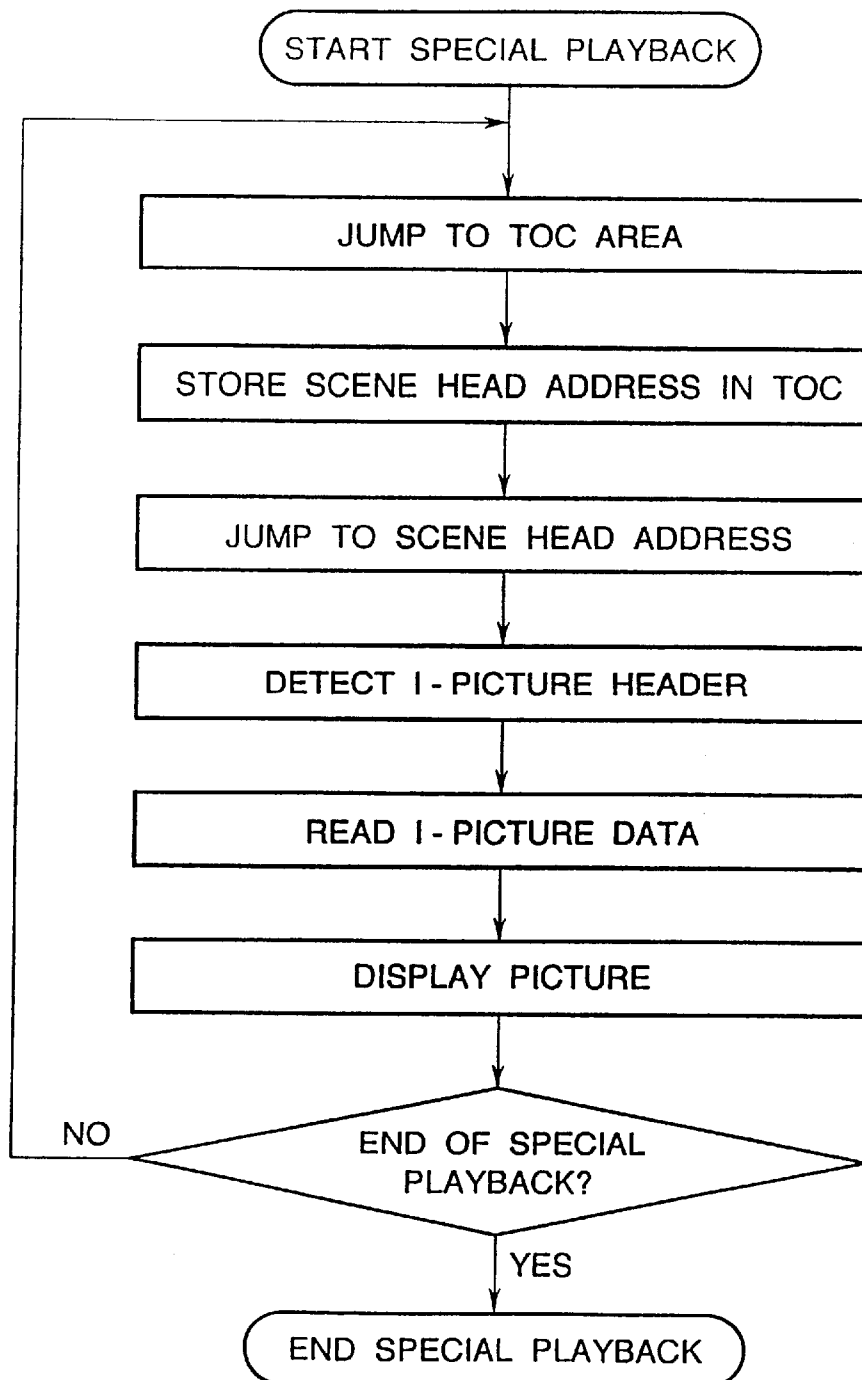 START SPECIAL PLAYBACK
JUMP TO TOC AREA
STORE SCENE HEAD ADDRESS IN TOC
JUMP TO SCENE HEAD ADDRESS
DETECT I-PICTURE HEADER
READ I-PICTURE DATA
DISPLAY PICTURE
NO
END OF SPECIAL
PLAYBACK?
YES
END SPECIAL PLAYBACK